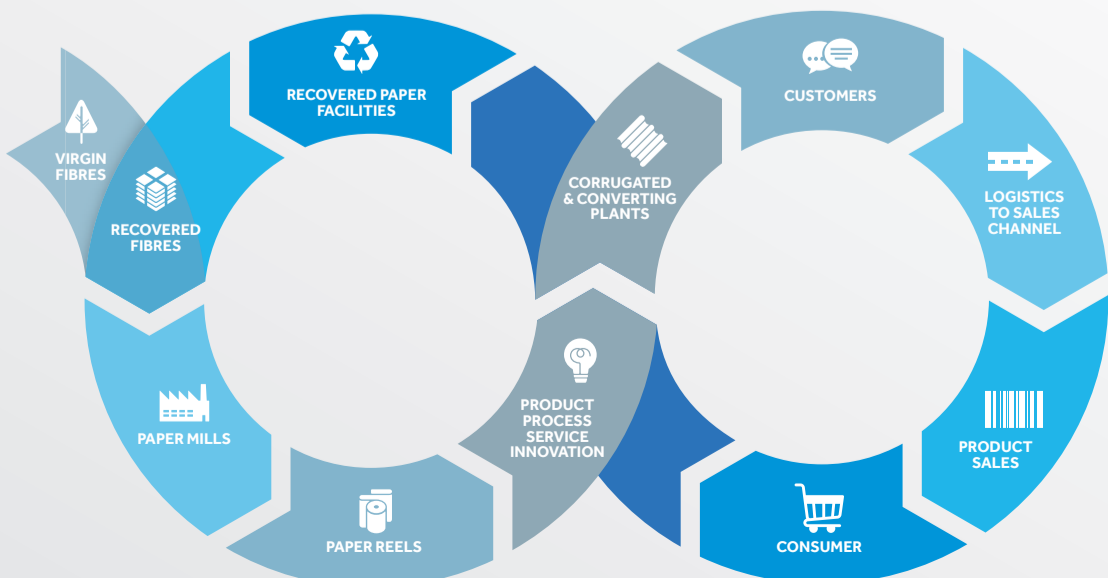 RECOVERED PAPER
FACILITIES
CUSTOMERS
VIRGIN
FIBRES
RECOVERED
FIBRES
CORRUGATED
& CONVERTING
PLANTS
LOGISTICS
TO SALES
CHANNEL
PAPER MILLS
PRODUCT
PROCESS
SERVICE
INNOVATION
PRODUCT
SALES
PAPER REELS
CONSUMER